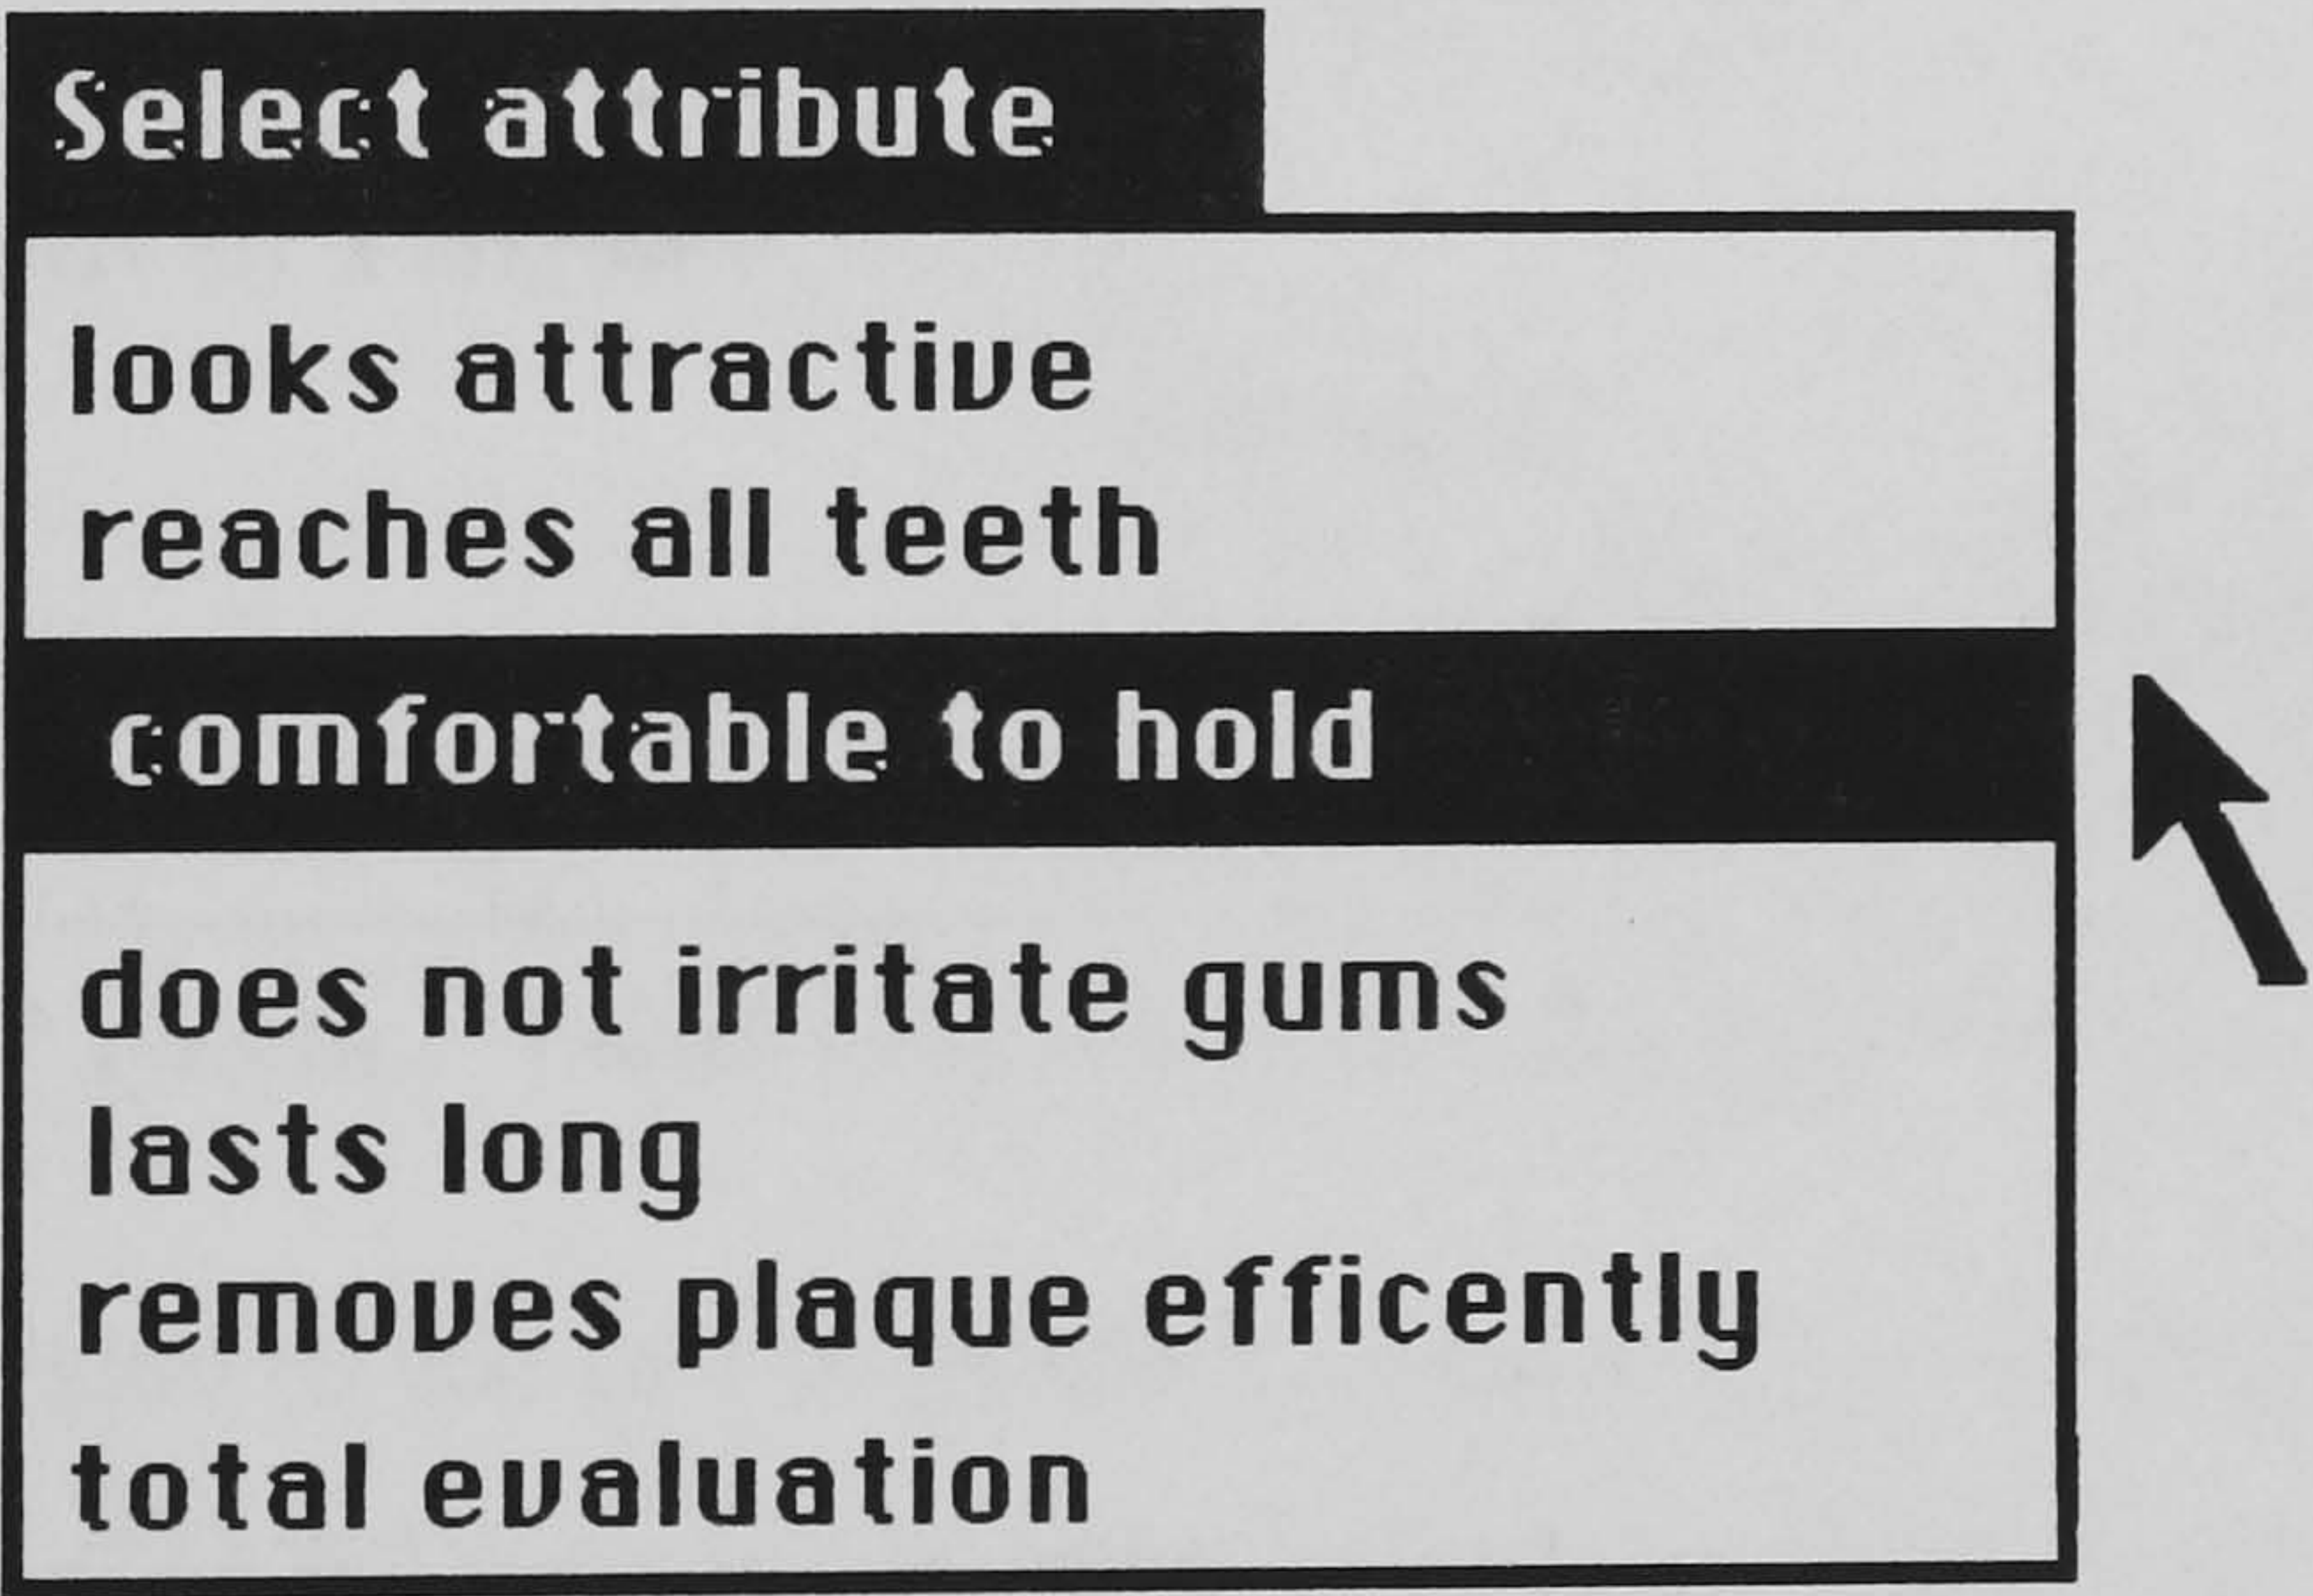 Select attribute
looks attractive
reaches all teeth
comfortable to hold
does not irritate gums
lasts long
removes plaque efficently
total evaluation